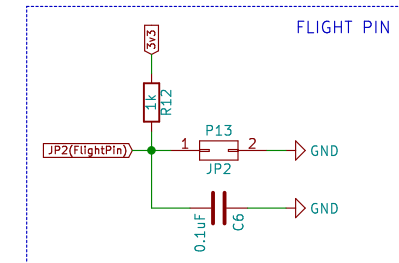 FLIGHT PIN
3v3
1k
R12
P13
1
2
JP2(FlightPin)
GND
JP2
GND
0.1uF
C6